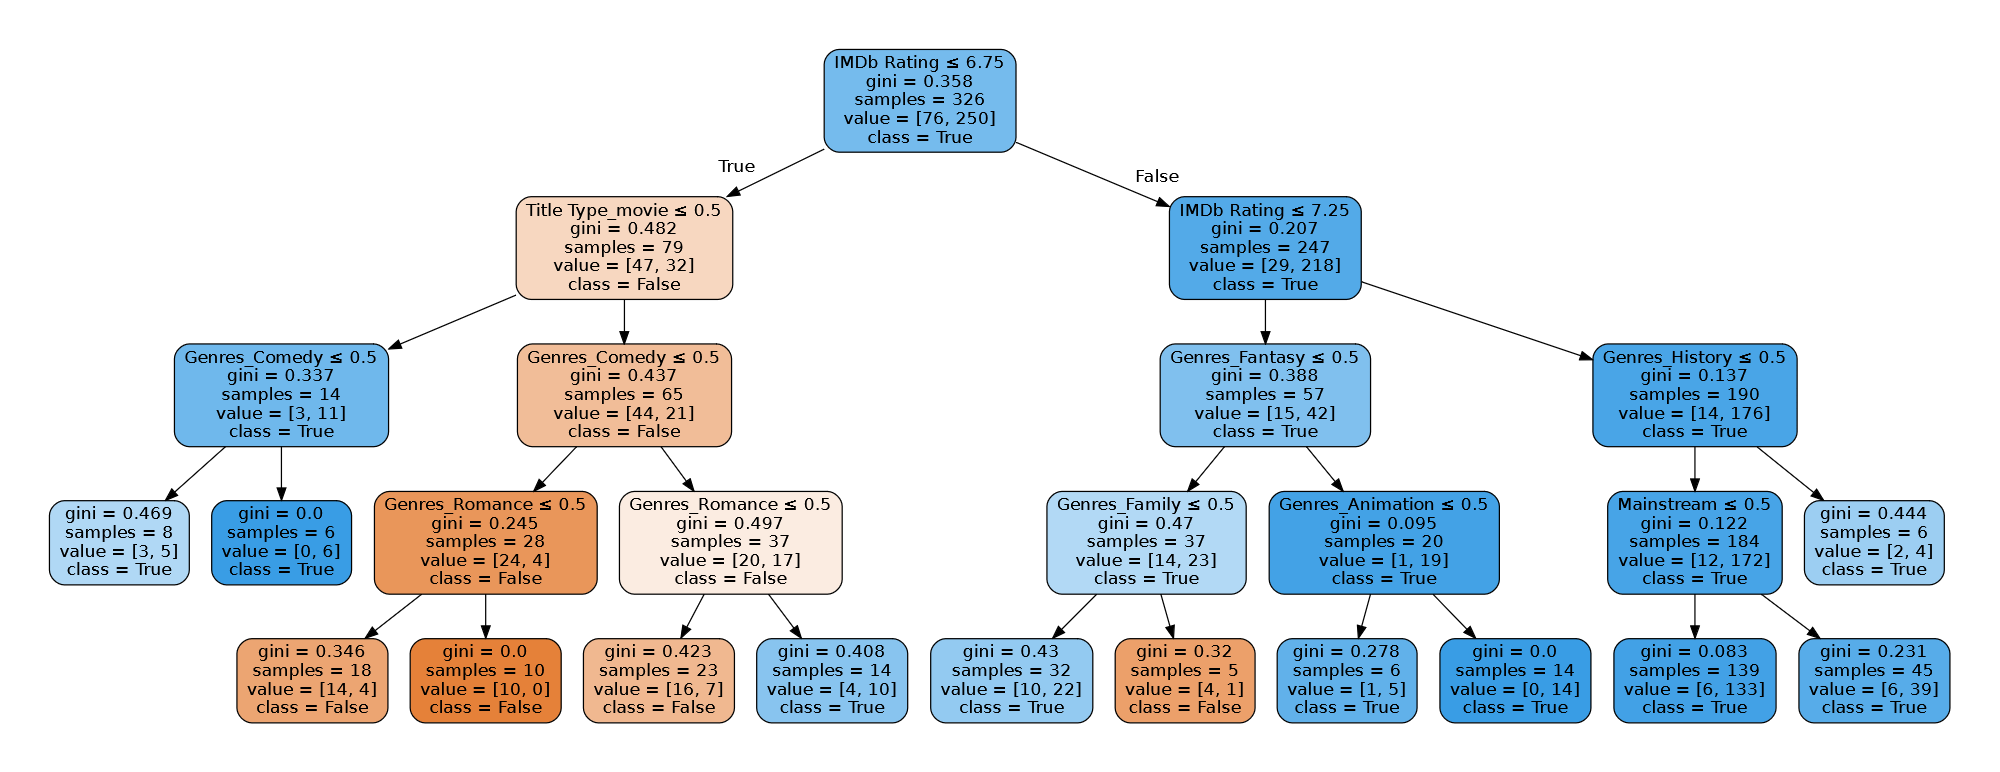 IMDb Rating ≤ 6.75
gini = 0.358
samples = 326
value = [76, 250]
class = True
True
False
Title Type_movie ≤ 0.5
gini = 0.482
samples = 79
value = [47, 32]
class = False
IMDb Rating ≤ 7.25
gini = 0.207
samples = 247
value = [29, 218]
class = True
Genres_Comedy ≤ 0.5
gini = 0.337
samples = 14
value = [3, 11]
class = True
Genres_Comedy ≤ 0.5
gini = 0.437
samples = 65
value = [44, 21]
class = False
Genres_Fantasy ≤ 0.5
gini = 0.388
samples = 57
value = [15, 42]
class = True
Genres_History ≤ 0.5
gini = 0.137
samples = 190
value = [14, 176]
class = True
gini = 0.469
samples = 8
value = [3, 5]
class = True
gini = 0.0
samples = 6
value = [0, 6]
class = True
Genres_Romance ≤ 0.5
gini = 0.245
samples = 28
value = [24, 4]
class = False
Genres_Romance ≤ 0.5
gini = 0.497
samples = 37
value = [20, 17]
class = False
Genres_Family ≤ 0.5
gini = 0.47
samples = 37
value = [14, 23]
class = True
Genres_Animation ≤ 0.5
gini = 0.095
samples = 20
value = [1, 19]
class = True
Mainstream ≤ 0.5
gini = 0.122
samples = 184
value = [12, 172]
class = True
gini = 0.444
samples = 6
value = [2, 4]
class = True
gini = 0.346
samples = 18
value = [14, 4]
class = False
gini = 0.0
samples = 10
value = [10, 0]
class = False
gini = 0.423
samples = 23
value = [16, 7]
class = False
gini = 0.408
samples = 14
value = [4, 10]
class = True
gini = 0.43
samples = 32
value = [10, 22]
class = True
gini = 0.32
samples = 5
value = [4, 1]
class = False
gini = 0.278
samples = 6
value = [1, 5]
class = True
gini = 0.0
samples = 14
value = [0, 14]
class = True
gini = 0.083
samples = 139
value = [6, 133]
class = True
gini = 0.231
samples = 45
value = [6, 39]
class = True